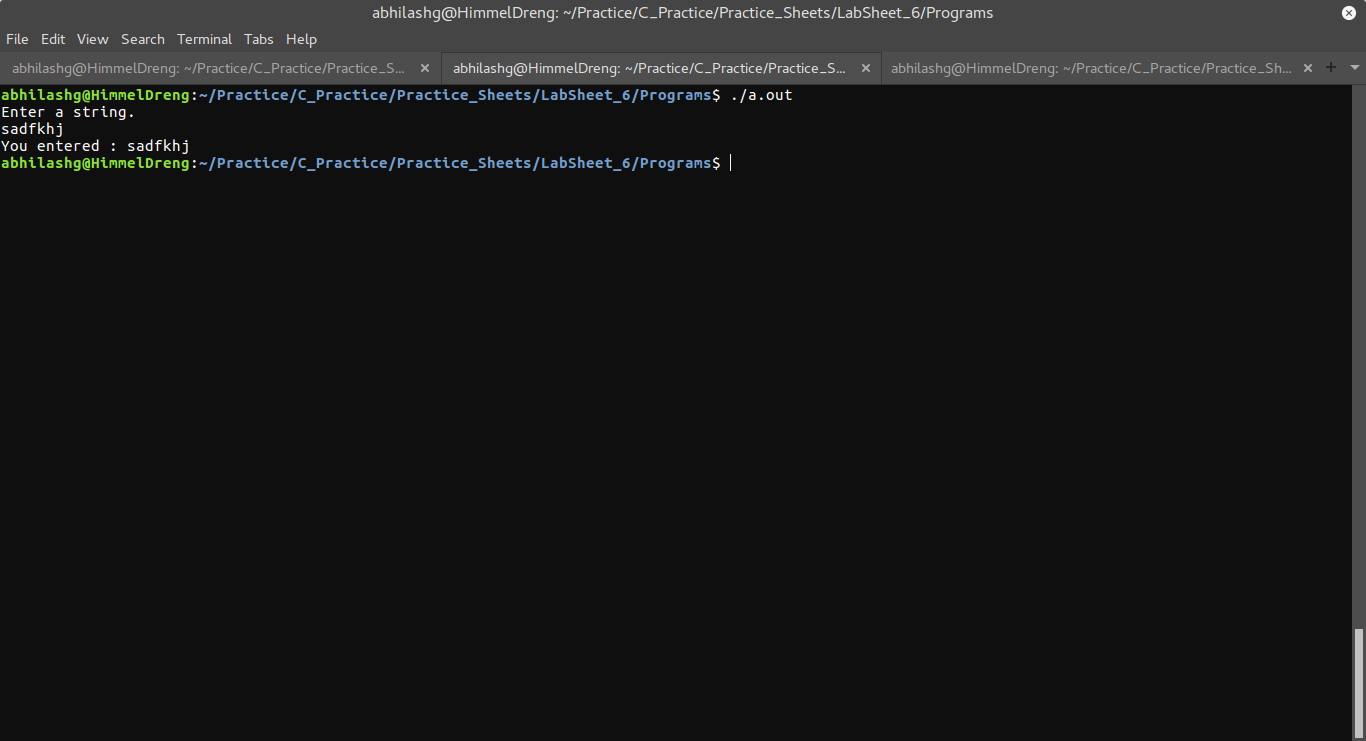 abhilashg@HimmelDreng: ~/Practice/C_Practice/Practice_Sheets/LabSheet_6/Programs
File Edit View Search Terminal Tabs Help
abhilashg@HimmelDreng: ~/Practice/C_Practice/Practice_S... abhilashg@HimmelDreng: ~/Practice/C_Practice/Practice_S... abhilashg@HimmelDreng: ~/Practice/C_Practice/Practice_Sh...
abhilashg@HimmelDreng:~/Practice/C_Practice/Practice_Sheets/LabSheet_6/Programs$ ./a.out
Enter a string.
sadfkhj
You entered : sadfkhj
abhilashg@HimmelDreng:~/Practice/C_Practice/Practice_Sheets/LabSheet_6/Programs$